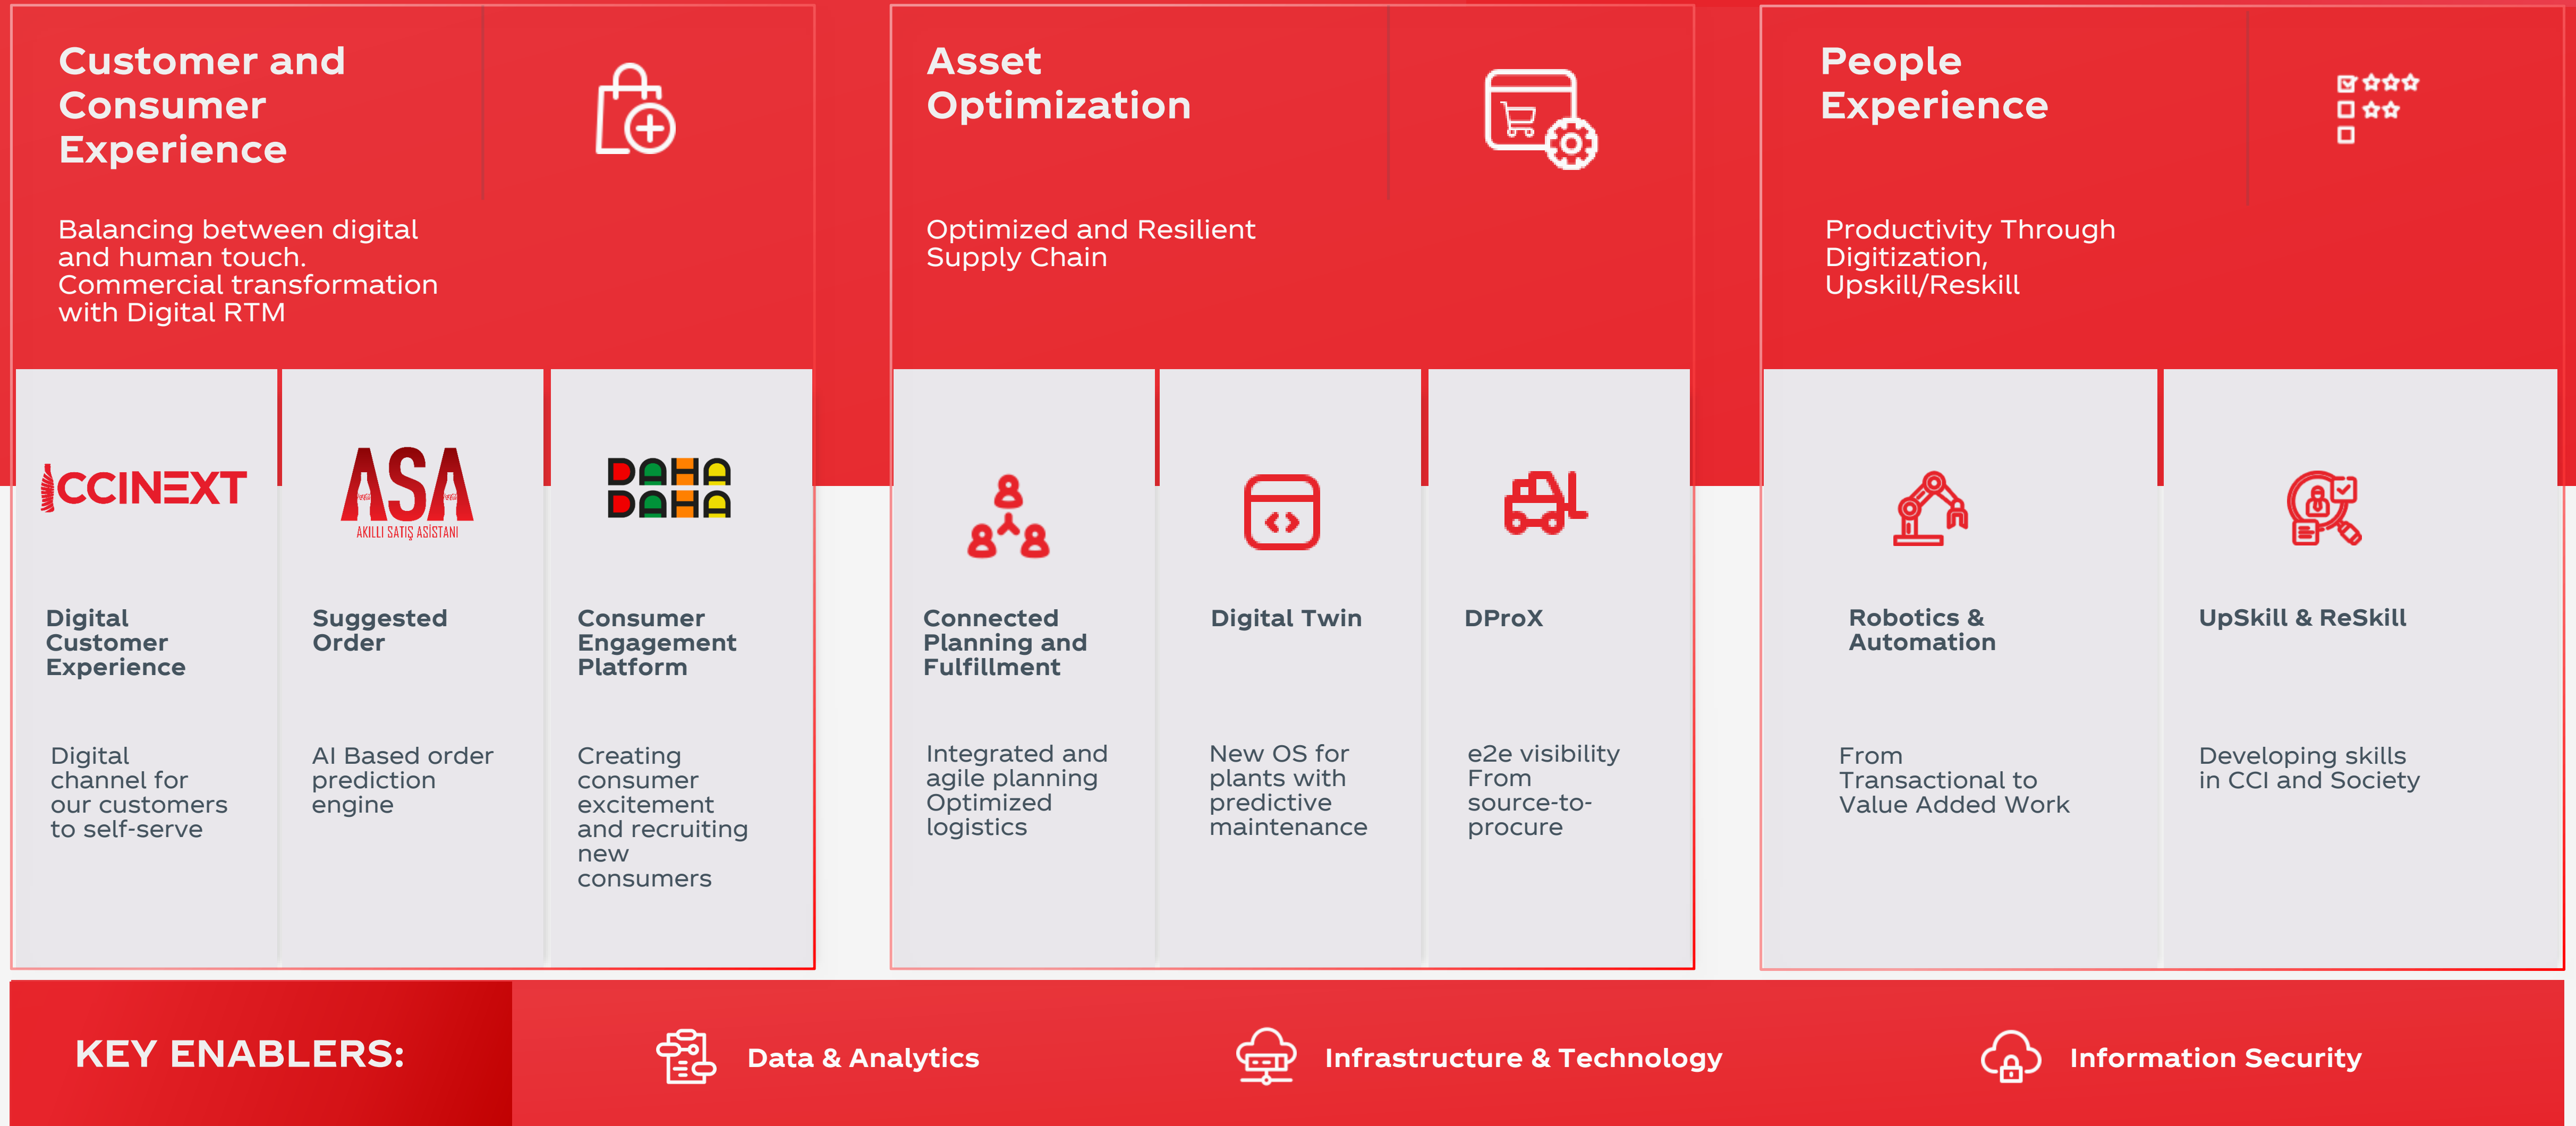 Customer and
Consumer
Experience
Balancing between digital
and human touch.
Commercial transformation
with Digital RTM
CCINEXT
Digital
Customer
Experience
Digital
channel for
our customers
to self-serve
ASA
AKILLI SATIŞ ASİSTANI
Suggested
Order
AI Based order
prediction
engine
DAHA
DAHA
Consumer
Engagement
Platform
Creating
consumer
excitement
and recruiting
new
consumers
Asset
Optimization
Optimized and Resilient
Supply Chain
Connected
Planning and
Fulfillment
Integrated and
agile planning
Optimized
logistics
Digital Twin
New OS for
plants with
predictive
maintenance
DProX
e2e visibility
From
source-to-
procure
People
Experience
Productivity Through
Digitization,
Upskill/Reskill
Robotics &
Automation
From
Transactional to
Value Added Work
UpSkill & ReSkill
Developing skills
in CCI and Society
KEY ENABLERS:
Data & Analytics
Infrastructure & Technology
Information Security